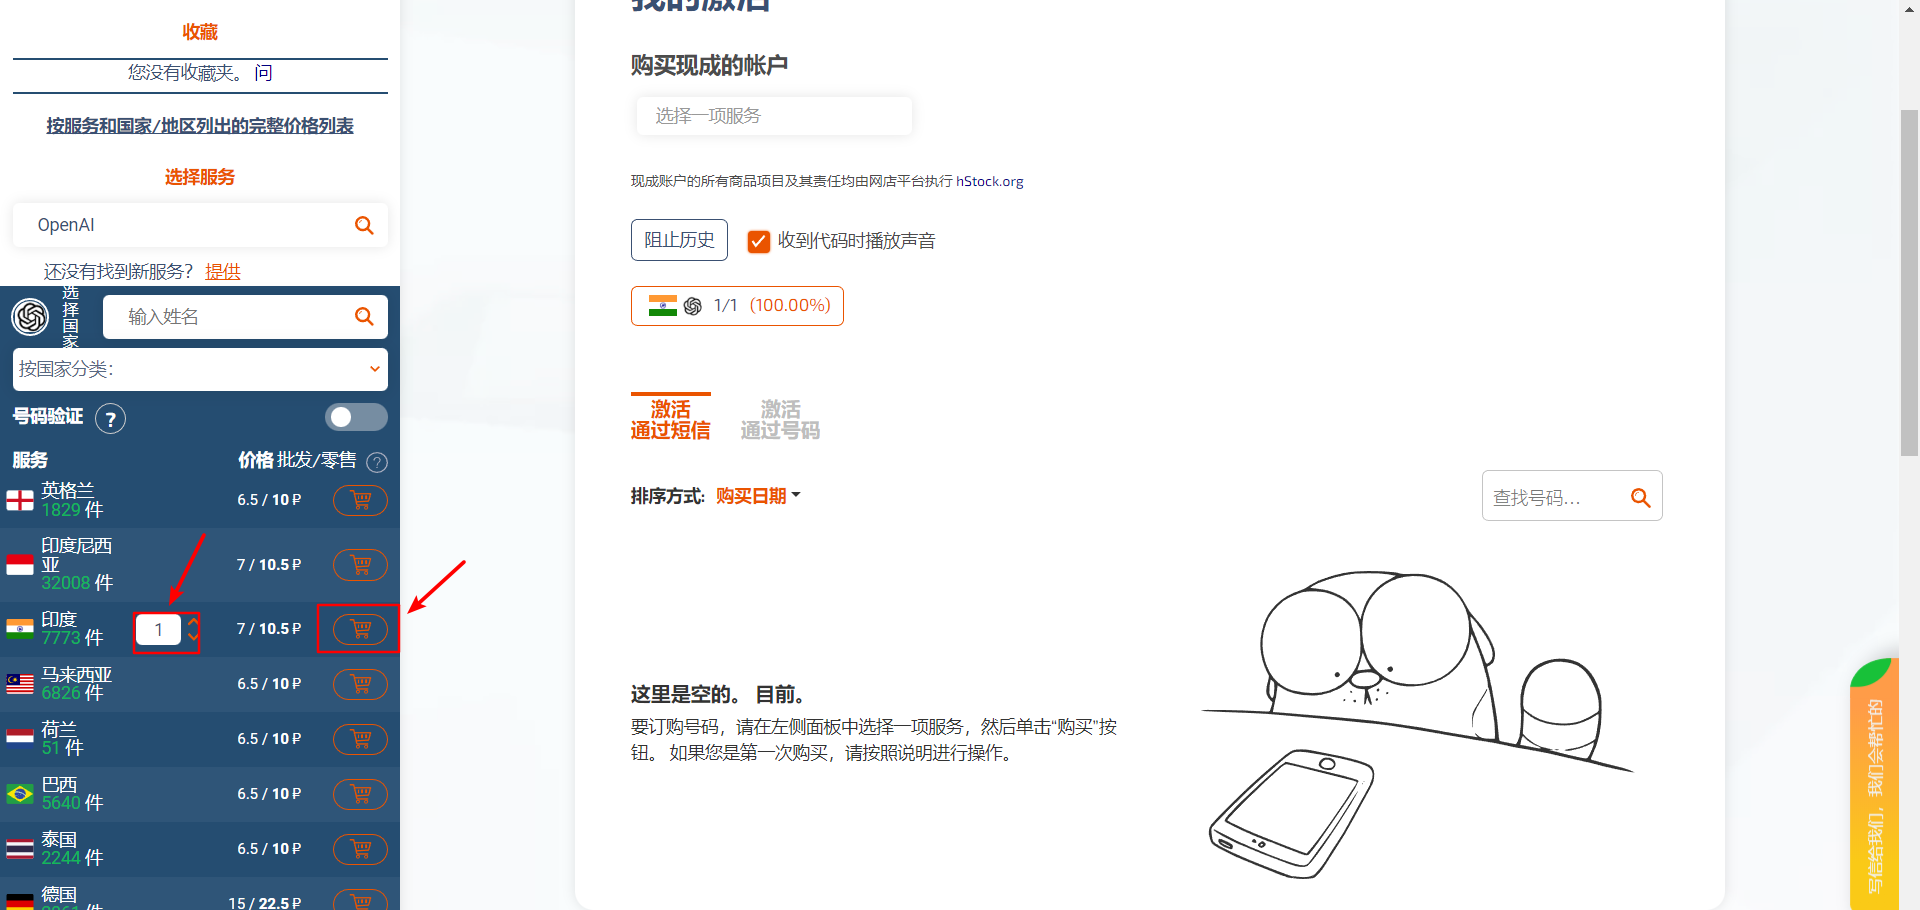 收藏
您没有收藏夹。 问
按服务和国家/地区列出的完整价格列表
选择服务
OpenAI
还没有找到新服务? 提供
选择国家
输入姓名
按国家分类:
号码验证 ?
服务 价格 批发/零售 ?
英格兰
1829 件
6.5 / 10 ₽
印度尼西亚
32008 件
7 / 10.5 ₽
印度
7773 件
1
7 / 10.5 ₽
马来西亚
6826 件
6.5 / 10 ₽
荷兰
51 件
6.5 / 10 ₽
巴西
5640 件
6.5 / 10 ₽
泰国
2244 件
6.5 / 10 ₽
德国
15 / 22.5 ₽
我的激活
购买现成的帐户
选择一项服务
现成账户的所有商品项目及其责任均由网店平台执行 hStock.org
阻止历史
收到代码时播放声音
1/1 (100.00%)
激活
通过短信
激活
通过号码
排序方式: 购买日期
查找号码...
这里是空的。 目前。
要订购号码，请在左侧面板中选择一项服务，然后单击“购买”按
钮。 如果您是第一次购买，请按照说明进行操作。
写信给我们，我们会帮忙的